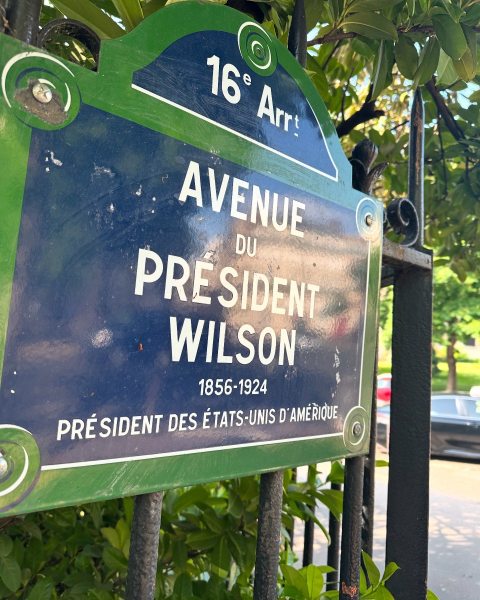 16e Arrt
AVENUE
DU
PRÉSIDENT
WILSON
1856-1924
PRÉSIDENT DES ÉTATS-UNIS D'AMÉRIQUE